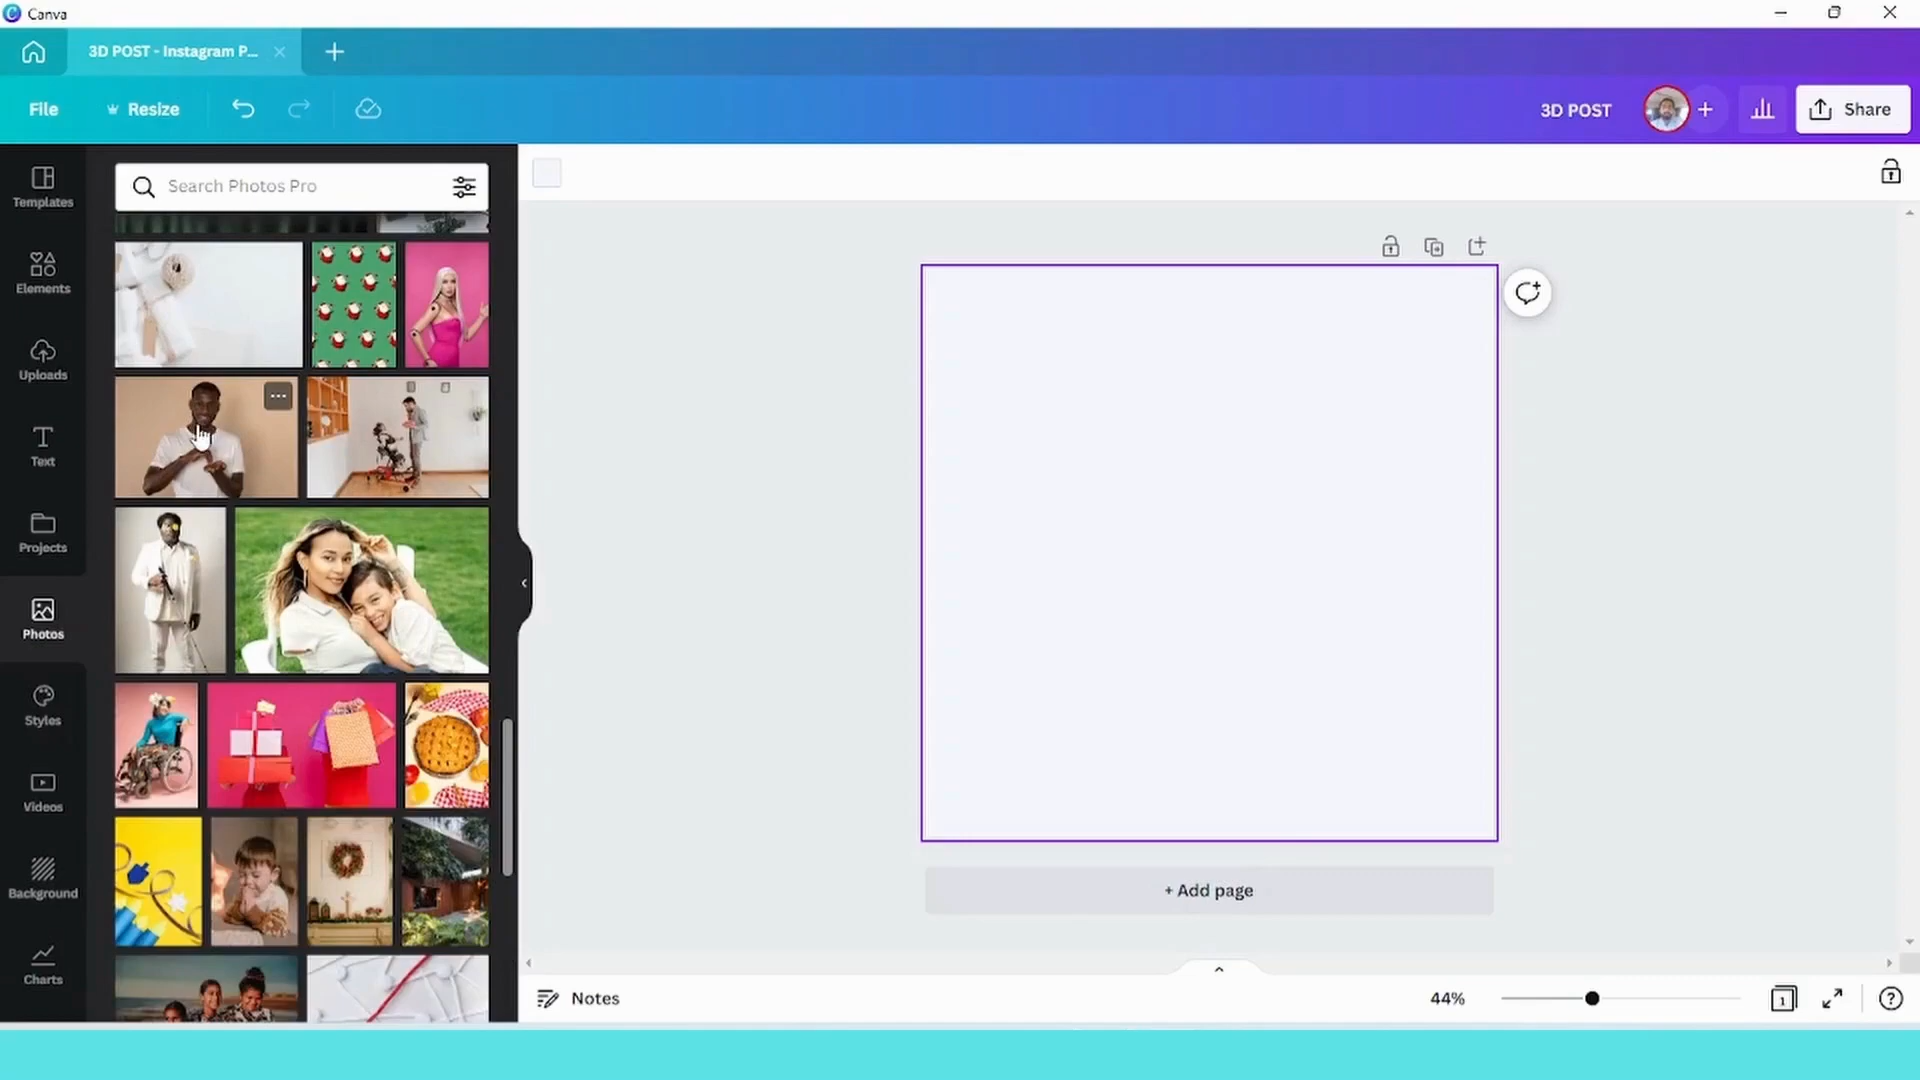 Canva
3D POST - Instagram P...
File
Resize
3D POST
Share
Templates
Elements
Uploads
Text
Projects
Photos
Styles
Videos
Background
Charts
Search Photos Pro
+ Add page
Notes
44%
1